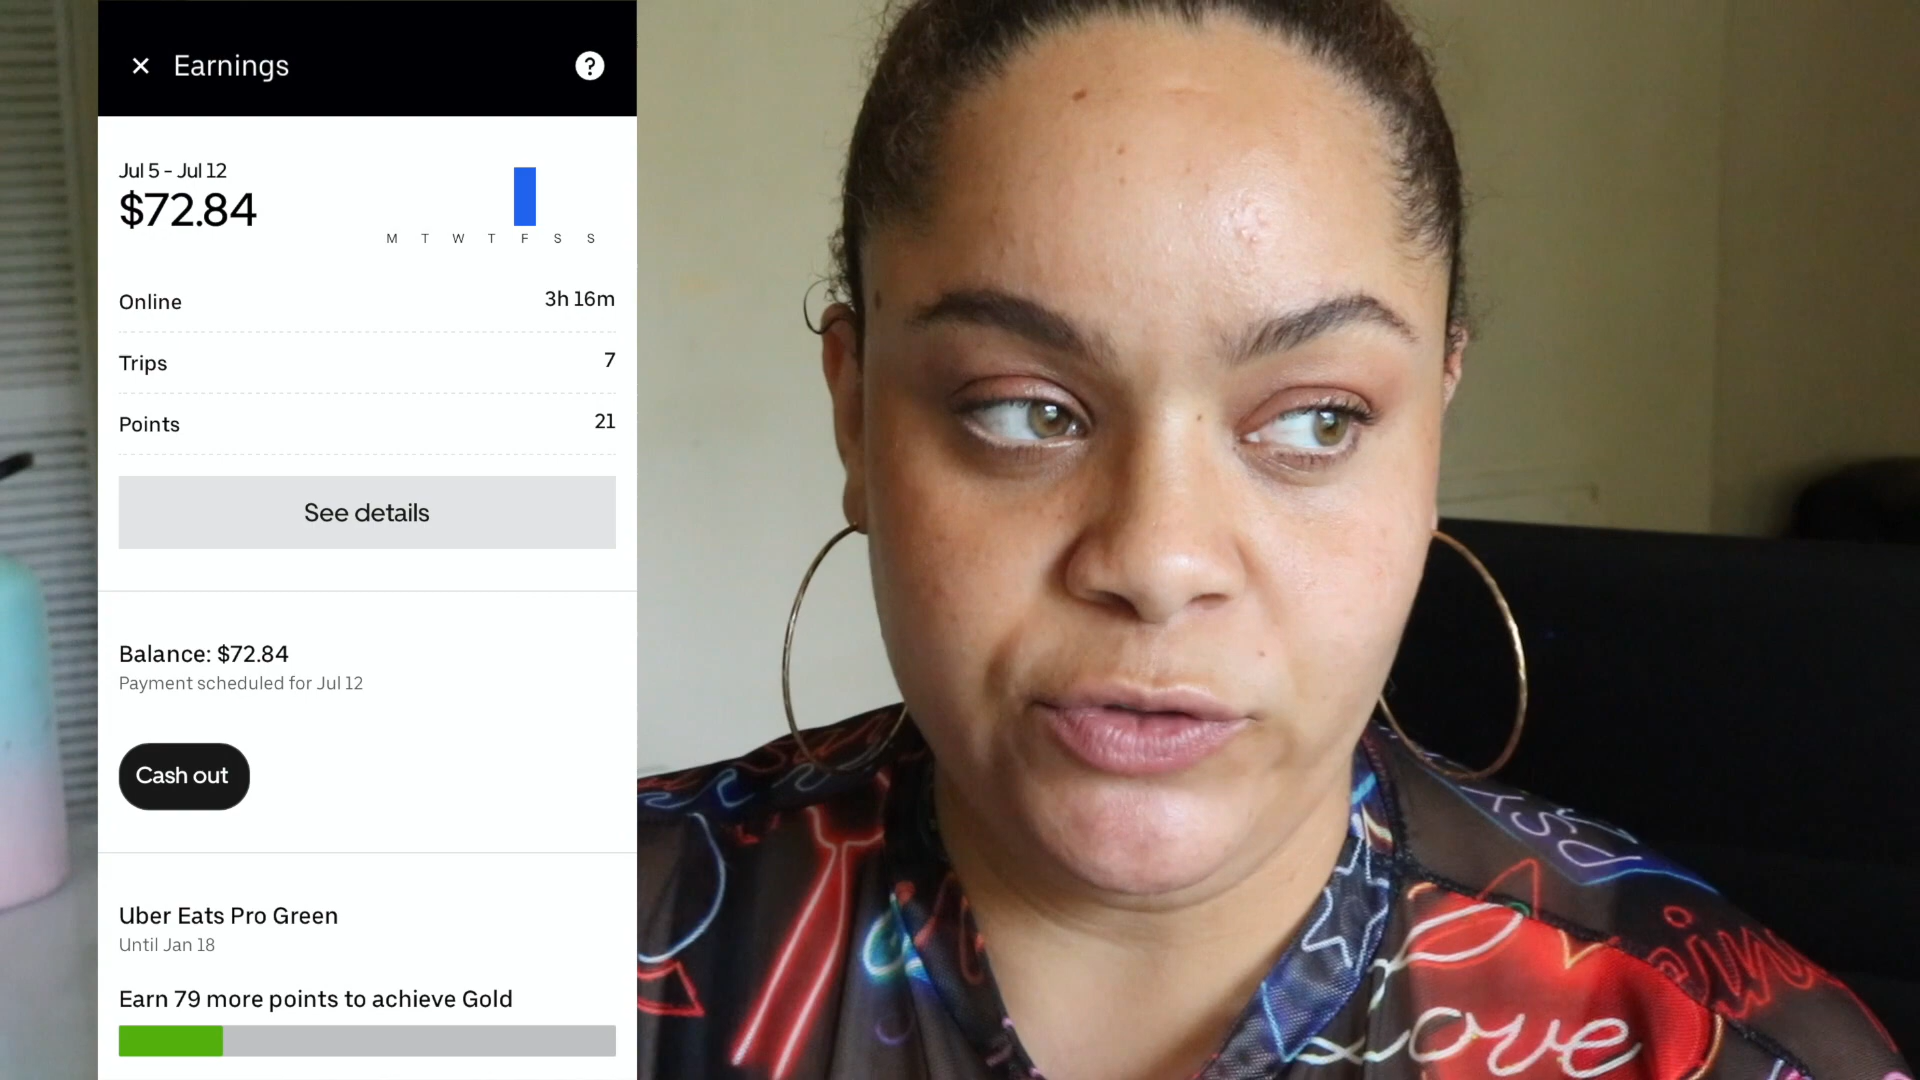 Earnings
?
Jul 5 - Jul 12
$72.84
M T W T F S S
Online 3h 16m
Trips 7
Points 21
See details
Balance: $72.84
Payment scheduled for Jul 12
Cash out
Uber Eats Pro Green
Until Jan 18
Earn 79 more points to achieve Gold
Love